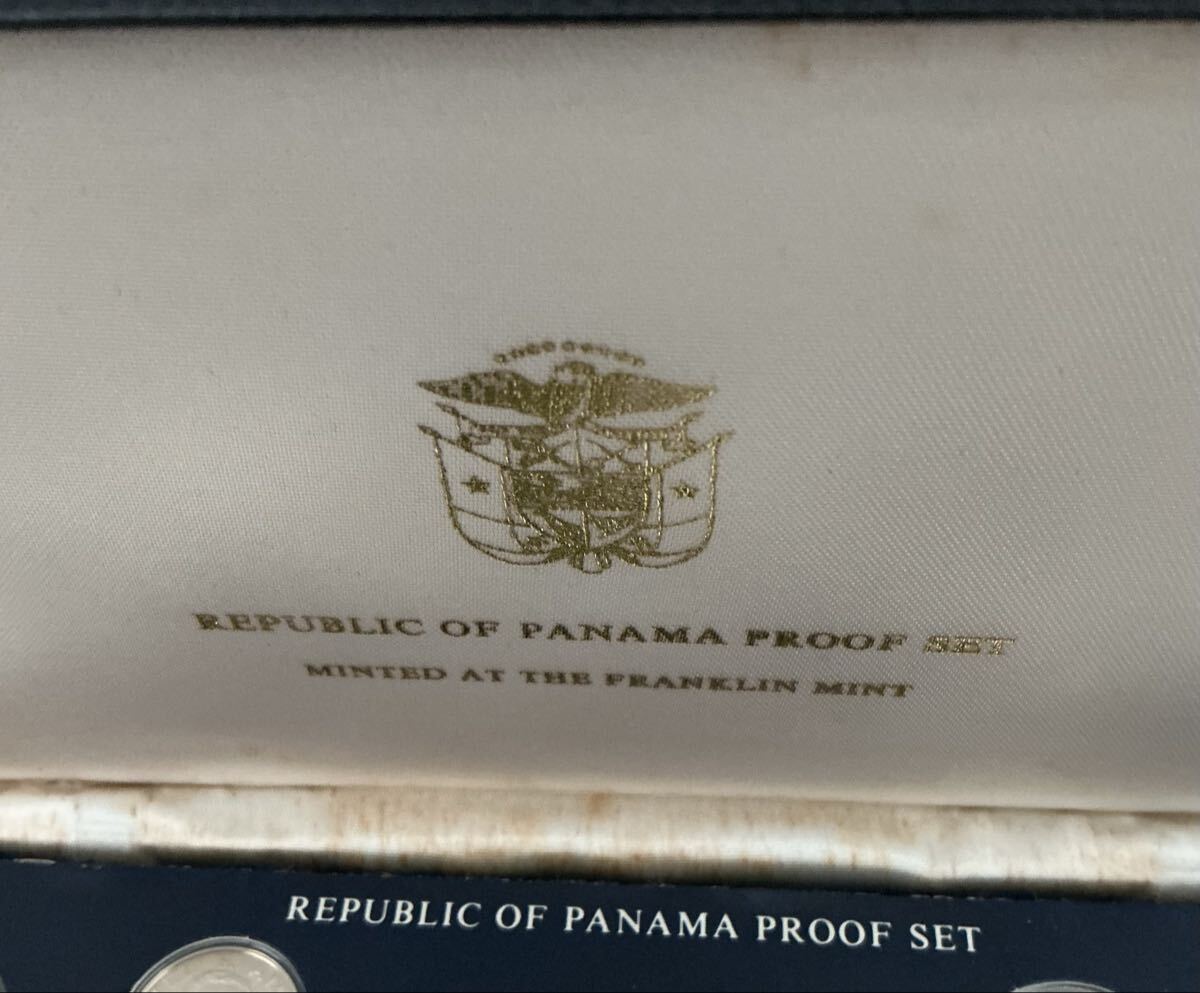 REPUBLIC OF PANAMA PROOF SET
MINTED AT THE FRANKLIN MINT
REPUBLIC OF PANAMA PROOF SET